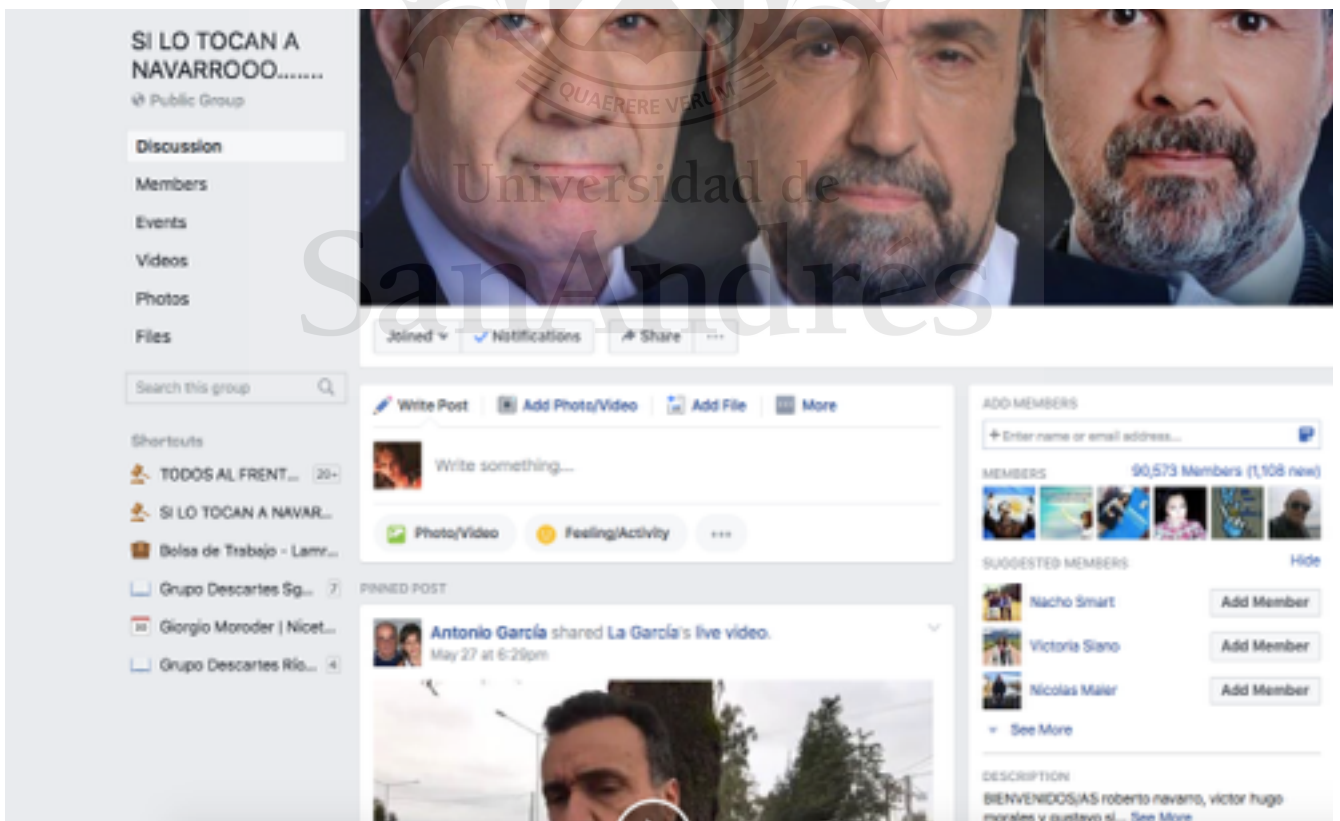 SI LO TOCAN A
NAVARROOO.......
Public Group
Discussion
Members
Events
Videos
Photos
Files
Search this group
Shortcuts
TODOS AL FRENT... 20+
SI LO TOCAN A NAVAR...
Bolsa de Trabajo - Lamr...
Grupo Descartes Sg... 7
Giorgio Moroder | Nicet...
Grupo Descartes Río... 4
QUAERERE VERUM
Universidad de
SanAndres
Joined
Notifications
Share
Write Post
Add Photo/Video
Add File
More
Write something...
Photo/Video
Feeling/Activity
PINNED POST
Antonio García shared La García's live video.
May 27 at 6:29pm
ADD MEMBERS
+ Enter name or email address...
MEMBERS 90,573 Members (1,108 new)
SUGGESTED MEMBERS Hide
Nacho Smart Add Member
Victoria Siano Add Member
Nicolas Maier Add Member
See More
DESCRIPTION
BIENVENIDOS/AS roberto navarro, victor hugo
morales y gustavo si... See More